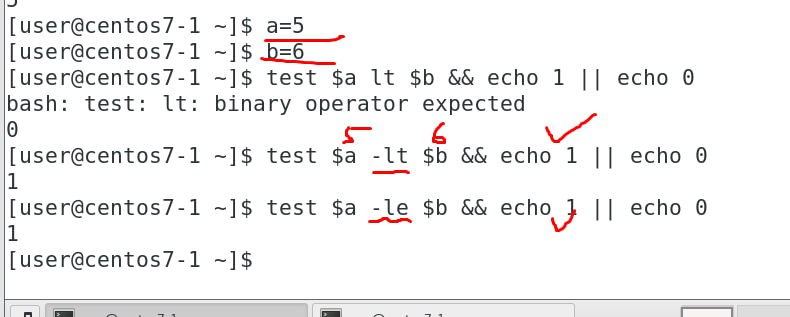 [user@centos7-1 ~]$ a=5
[user@centos7-1 ~]$ b=6
[user@centos7-1 ~]$ test $a lt $b && echo 1 || echo 0
bash: test: lt: binary operator expected
0
5 6
[user@centos7-1 ~]$ test $a -lt $b && echo 1 || echo 0
1
[user@centos7-1 ~]$ test $a -le $b && echo 1 || echo 0
1
[user@centos7-1 ~]$